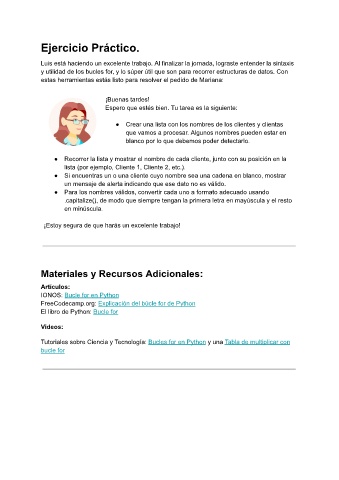 Ejercicio Práctico.
Luis está haciendo un excelente trabajo. Al finalizar la jornada, lograste entender la sintaxis
y utilidad de los bucles for, y lo súper útil que son para recorrer estructuras de datos. Con
estas herramientas estás listo para resolver el pedido de Mariana:
¡Buenas tardes!
Espero que estés bien. Tu tarea es la siguiente:
● Crear una lista con los nombres de los clientes y clientas
que vamos a procesar. Algunos nombres pueden estar en
blanco por lo que debemos poder detectarlo.
● Recorrer la lista y mostrar el nombre de cada cliente, junto con su posición en la
lista (por ejemplo, Cliente 1, Cliente 2, etc.).
● Si encuentras un o una cliente cuyo nombre sea una cadena en blanco, mostrar
un mensaje de alerta indicando que ese dato no es válido.
● Para los nombres válidos, convertir cada uno a formato adecuado usando
.capitalize(), de modo que siempre tengan la primera letra en mayúscula y el resto
en minúscula.
¡Estoy segura de que harás un excelente trabajo!
Materiales y Recursos Adicionales:
Artículos:
IONOS: Bucle for en Python
FreeCodecamp.org: Explicación del bucle for de Python
El libro de Python: Bucle for
Videos:
Tutoriales sobre Ciencia y Tecnología: Bucles for en Python y una Tabla de multiplicar con
bucle for